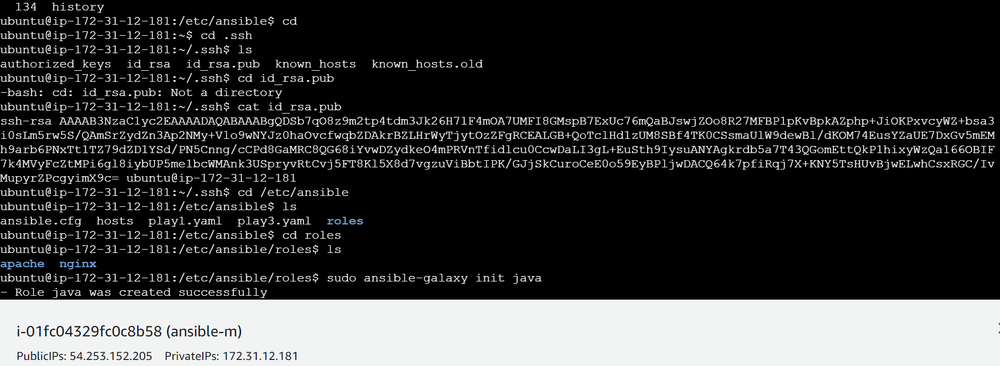 134  history
ubuntu@ip-172-31-12-181:/etc/ansible$ cd
ubuntu@ip-172-31-12-181:~$ cd .ssh
ubuntu@ip-172-31-12-181:~/.ssh$ ls
authorized_keys  id_rsa  id_rsa.pub  known_hosts  known_hosts.old
ubuntu@ip-172-31-12-181:~/.ssh$ cd id_rsa.pub
-bash: cd: id_rsa.pub: Not a directory
ubuntu@ip-172-31-12-181:~/.ssh$ cat id_rsa.pub
ssh-rsa AAAAB3NzaC1yc2EAAAADAQABAAABgQDSb7qO8z9m2tp4tdm3Jk26H71F4mOA7UMFI8GMspB7ExUc76mQaBJswjZOo8R27MFBP1pKvBpkAZphp+JiOKPxvcyWZ+bsa3
i0sLm5rw5S/QAmSrZydZn3Ap2NMy+Vlo9wNYJz0haOvcfwqbZDAkrBZLHrWyTjytOzZFgRCEALGB+QoTclHd1zUM8SBf4TK0CSsmaUlW9dewBl/dKOM74EusYZaUE7DxGv5mEM
h9arb6PNxTt1TZ79dZD1YSd/PN5Cnng/cCPd8GaMRC8QG68iYvwDZydkeO4mPRVnTfidlcu0CcwDaLI3gL+EuSth9IysuANYAgkrdb5a7T43QGomEttQkP1hixyWzQa166OBIF
7k4MVyFcZtMPi6gl8iybUP5me1bcWMAnk3USpryvRtCvj5FT8Kl5X8d7vgzuViBbtIPK/GJjSkCuroCeE0o59EyBPljwDACQ64k7pfiRqj7X+KNY5TsHUvBjwELwhCsxRGC/Iv
MupyrZPcgyimX9c= ubuntu@ip-172-31-12-181
ubuntu@ip-172-31-12-181:~/.ssh$ cd /etc/ansible
ubuntu@ip-172-31-12-181:/etc/ansible$ ls
ansible.cfg  hosts  play1.yaml  play3.yaml  roles
ubuntu@ip-172-31-12-181:/etc/ansible$ cd roles
ubuntu@ip-172-31-12-181:/etc/ansible/roles$ ls
apache  nginx
ubuntu@ip-172-31-12-181:/etc/ansible/roles$ sudo ansible-galaxy init java
- Role java was created successfully
i-01fc04329fc0c8b58 (ansible-m)
PublicIPs: 54.253.152.205    PrivateIPs: 172.31.12.181